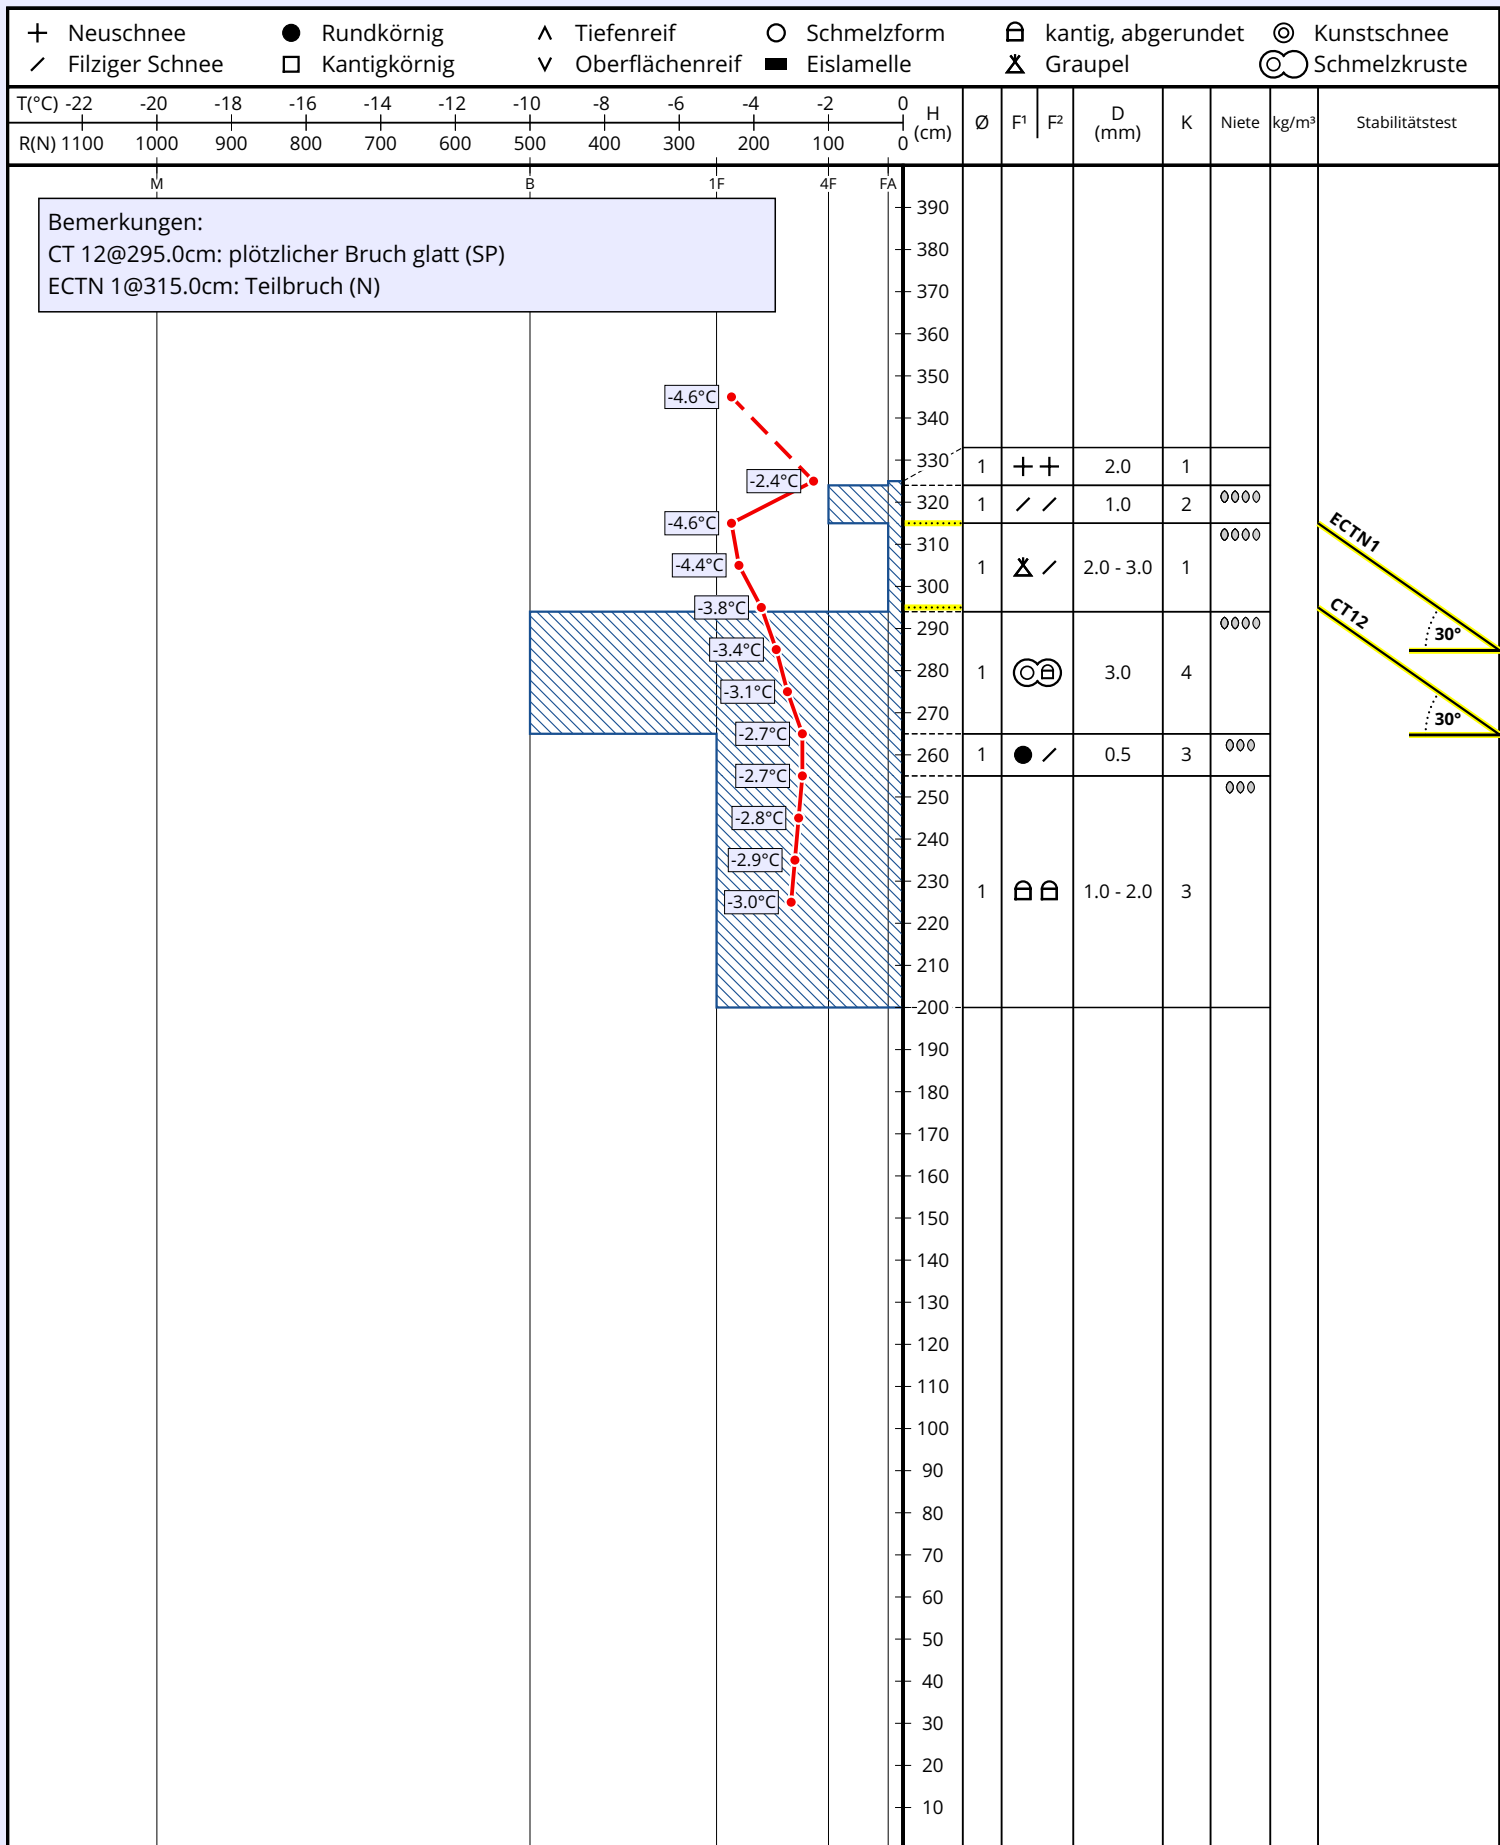 Neuschnee Rundkörnig Tiefenreif Schmelzform kantig, abgerundet Kunstschnee
Filziger Schnee Kantigkörnig Oberflächenreif Eislamelle Graupel Schmelzkruste
T(°C) -22 -20 -18 -16 -14 -12 -10 -8 -6 -4 -2 0
R(N) 1100 1000 900 800 700 600 500 400 300 200 100 0
H (cm) Ø F¹ F² D (mm) K Niete kg/m³ Stabilitätstest
M B 1F 4F FA
Bemerkungen:
CT 12@295.0cm: plötzlicher Bruch glatt (SP)
ECTN 1@315.0cm: Teilbruch (N)
390
380
370
360
350
-4.6°C
340
330
1 2.0 1
-2.4°C
320
1 1.0 2
-4.6°C
ECTN1
310
-4.4°C
1 2.0 - 3.0 1
300
-3.8°C
CT12
290
30°
-3.4°C
280
1 3.0 4
-3.1°C
270
30°
-2.7°C
260
1 0.5 3
-2.7°C
250
-2.8°C
240
-2.9°C
230
1 1.0 - 2.0 3
-3.0°C
220
210
200
190
180
170
160
150
140
130
120
110
100
90
80
70
60
50
40
30
20
10